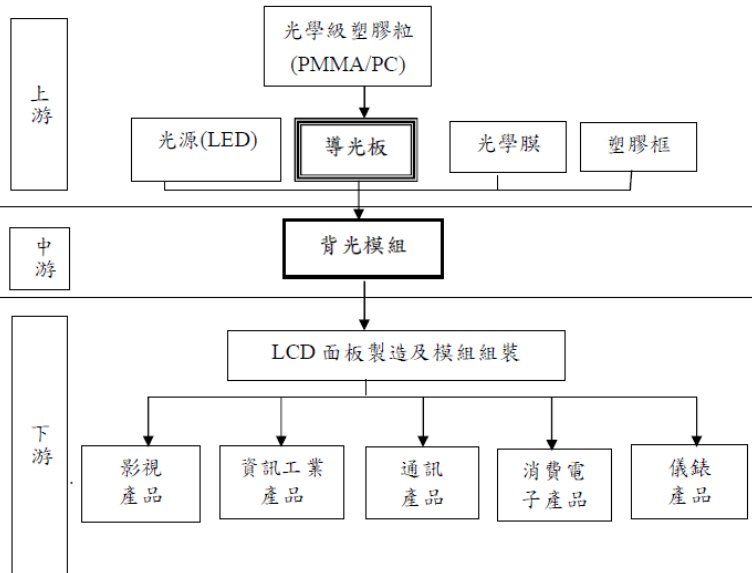 上
游
光學級塑膠粒
(PMMA/PC)
光源(LED)
導光板
光學膜
塑膠框
中
游
背光模組
下
游
LCD 面板製造及模組組裝
影視
產品
資訊工業
產品
通訊
產品
消費電
子產品
儀錶
產品